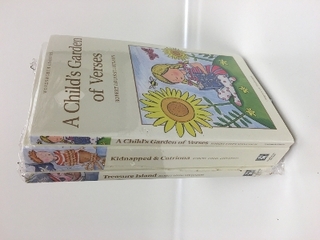 A Child's Garden
of Verses
ROBERT LOUIS STEVENSON
A Child's Garden of Verses
Kidnapped & Catriona
Treasure Island